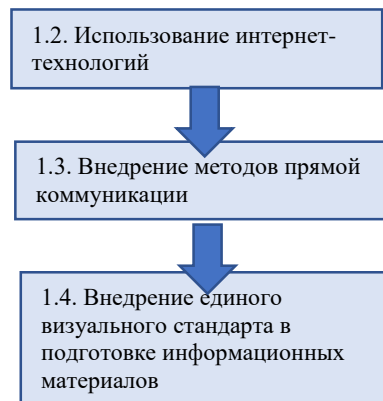 1.2. Использование интернет-
технологий
1.3. Внедрение методов прямой
коммуникации
1.4. Внедрение единого
визуального стандарта в
подготовке информационных
материалов